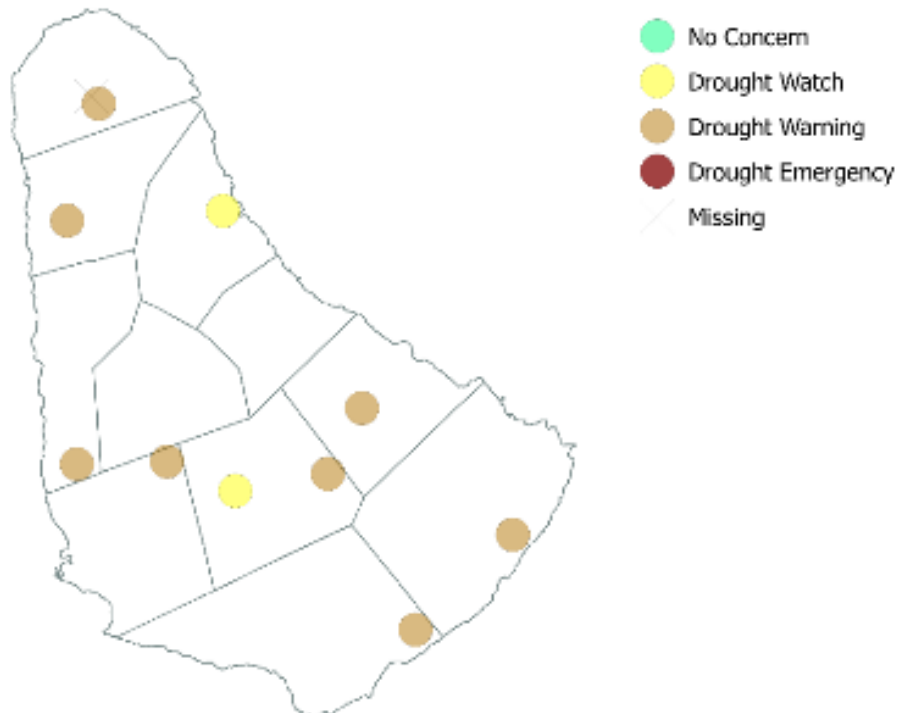 No Concern
Drought Watch
Drought Warning
Drought Emergency
Missing